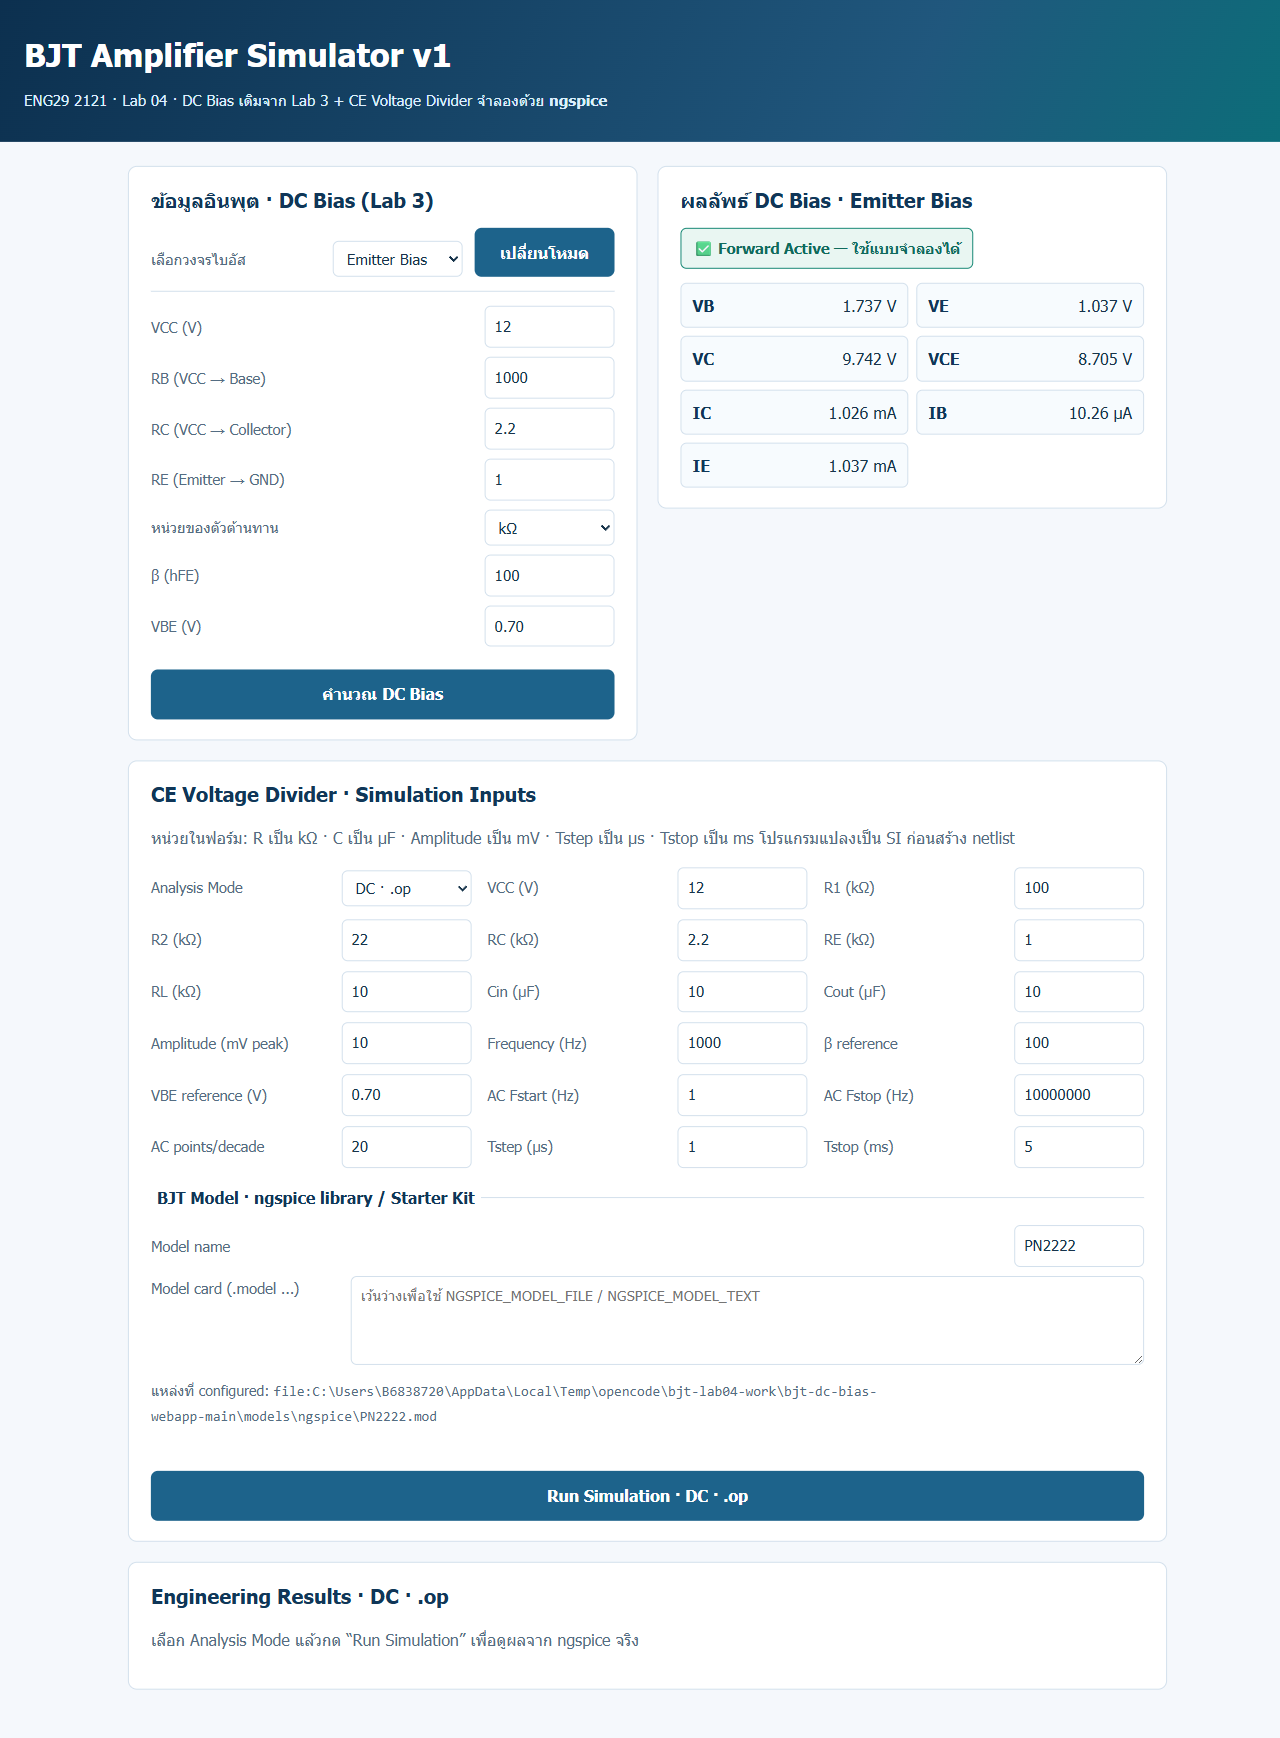 BJT Amplifier Simulator v1
ENG29 2121 · Lab 04 · DC Bias เดิมจาก Lab 3 + CE Voltage Divider จำลองด้วย ngspice
ข้อมูลอินพุต · DC Bias (Lab 3)
เลือกวงจรไบอัส
Emitter Bias
เปลี่ยนโหมด
VCC (V)
12
RB (VCC → Base)
1000
RC (VCC → Collector)
2.2
RE (Emitter → GND)
1
หน่วยของตัวต้านทาน
kΩ
β (hFE)
100
VBE (V)
0.70
คำนวณ DC Bias
ผลลัพธ์ DC Bias · Emitter Bias
✅ Forward Active — ใช้แบบจำลองได้
VB 1.737 V
VE 1.037 V
VC 9.742 V
VCE 8.705 V
IC 1.026 mA
IB 10.26 µA
IE 1.037 mA
CE Voltage Divider · Simulation Inputs
หน่วยในฟอร์ม: R เป็น kΩ · C เป็น µF · Amplitude เป็น mV · Tstep เป็น µs · Tstop เป็น ms โปรแกรมแปลงเป็น SI ก่อนสร้าง netlist
Analysis Mode DC · .op VCC (V) 12 R1 (kΩ) 100
R2 (kΩ) 22 RC (kΩ) 2.2 RE (kΩ) 1
RL (kΩ) 10 Cin (µF) 10 Cout (µF) 10
Amplitude (mV peak) 10 Frequency (Hz) 1000 β reference 100
VBE reference (V) 0.70 AC Fstart (Hz) 1 AC Fstop (Hz) 10000000
AC points/decade 20 Tstep (µs) 1 Tstop (ms) 5
BJT Model · ngspice library / Starter Kit
Model name PN2222
Model card (.model ...) เว้นว่างเพื่อใช้ NGSPICE_MODEL_FILE / NGSPICE_MODEL_TEXT
แหล่งที่ configured: file:C:\Users\B6838720\AppData\Local\Temp\opencode\bjt-lab04-work\bjt-dc-bias-
webapp-main\models\ngspice\PN2222.mod
Run Simulation · DC · .op
Engineering Results · DC · .op
เลือก Analysis Mode แล้วกด “Run Simulation” เพื่อดูผลจาก ngspice จริง